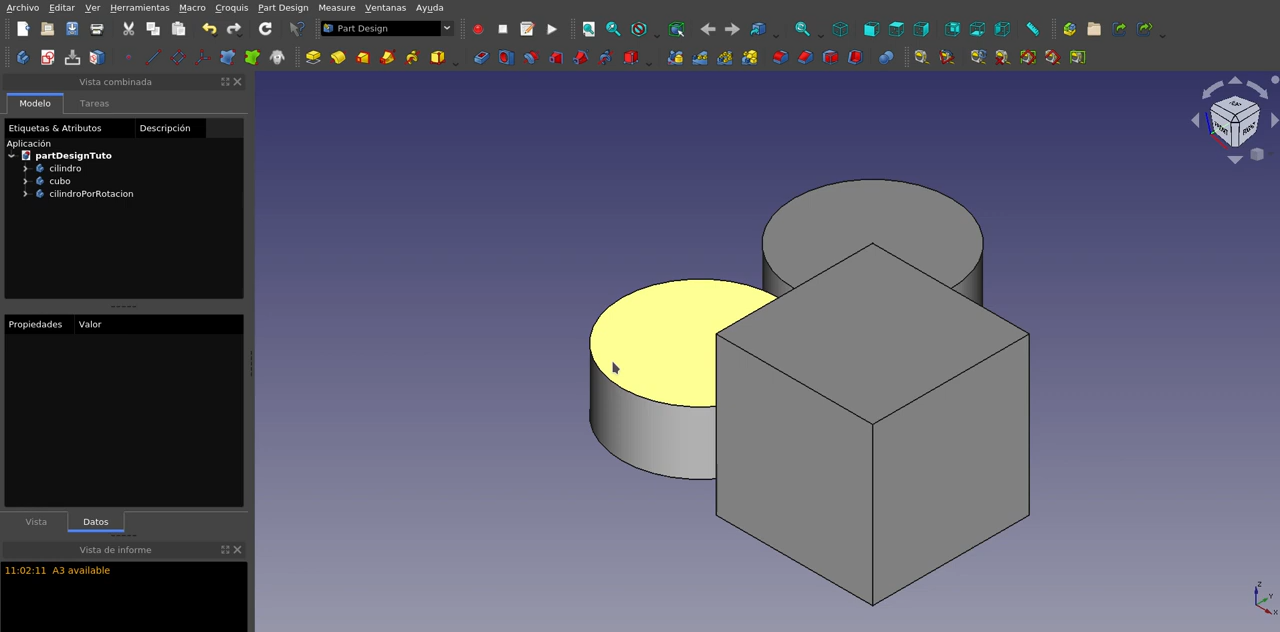 Archivo Editar Ver Herramientas Macro Croquis Part Design Measure Ventanas Ayuda
Part Design
Vista combinada
Modelo Tareas
Etiquetas & Atributos Descripción
Aplicación
partDesignTuto
cilindro
cubo
cilindroPorRotacion
Propiedades Valor
Vista Datos
Vista de informe
11:02:11 A3 available
Z
Y
X